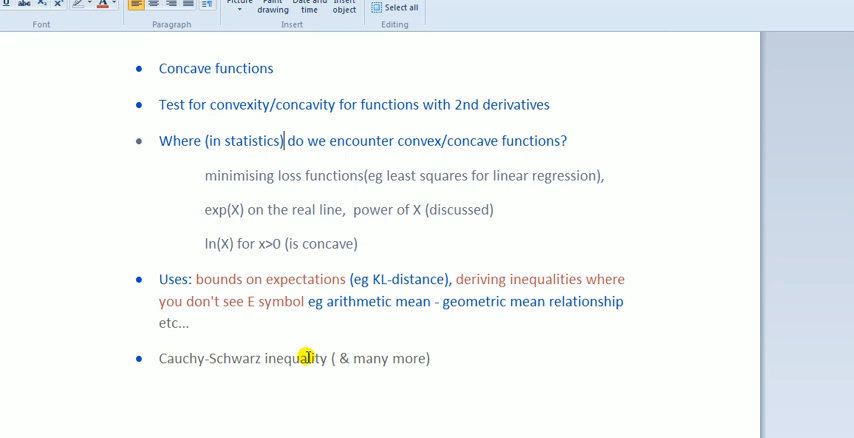 Picture
Paint drawing
Date and time
Insert object
Select all
Font
Paragraph
Insert
Editing
• Concave functions
• Test for convexity/concavity for functions with 2nd derivatives
• Where (in statistics) do we encounter convex/concave functions?
minimising loss functions(eg least squares for linear regression),
exp(X) on the real line, power of X (discussed)
ln(X) for x>0 (is concave)
• Uses: bounds on expectations (eg KL-distance), deriving inequalities where
you don't see E symbol eg arithmetic mean - geometric mean relationship
etc...
• Cauchy-Schwarz inequality ( & many more)